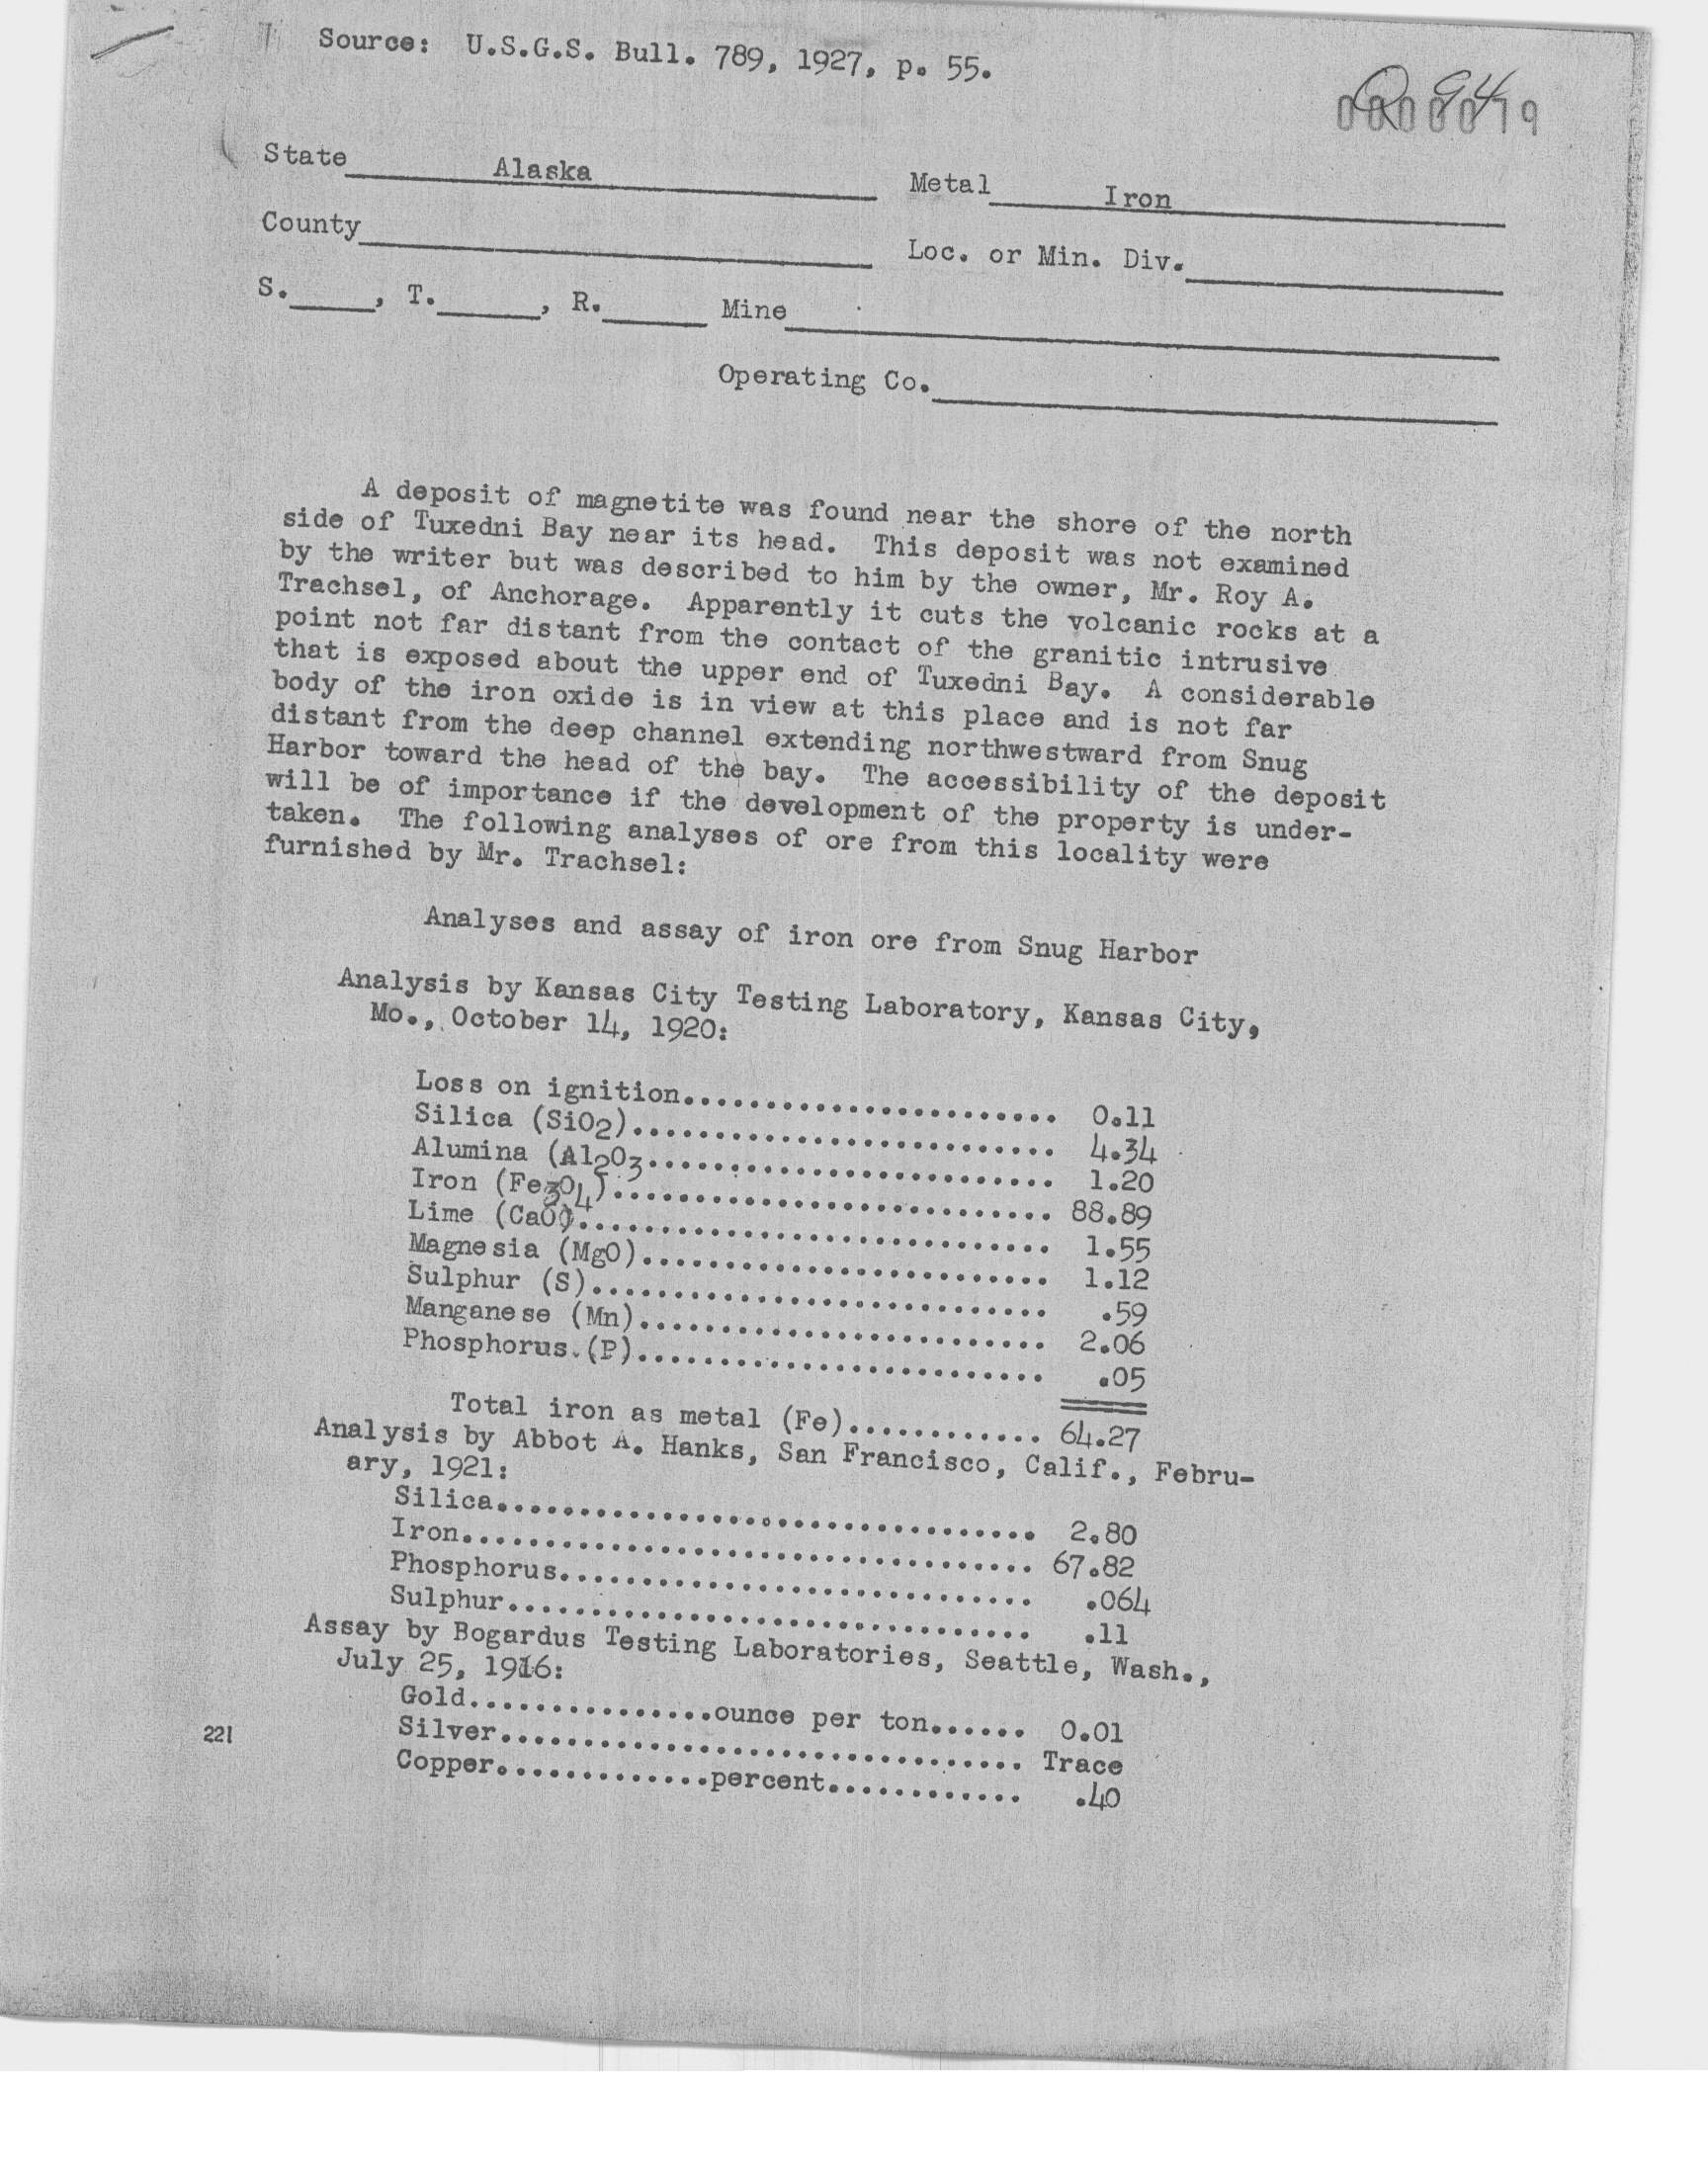 Source: U.S.G.S. Bull. 789, 1927, p. 55.
Q 94
0000079
State Alaska Metal Iron
County Loc. or Min. Div.
S. , T. , R. Mine
Operating Co.
A deposit of magnetite was found near the shore of the north
side of Tuxedni Bay near its head. This deposit was not examined
by the writer but was described to him by the owner, Mr. Roy A.
Trachsel, of Anchorage. Apparently it cuts the volcanic rocks at a
point not far distant from the contact of the granitic intrusive
that is exposed about the upper end of Tuxedni Bay. A considerable
body of the iron oxide is in view at this place and is not far
distant from the deep channel extending northwestward from Snug
Harbor toward the head of the bay. The accessibility of the deposit
will be of importance if the development of the property is under-
taken. The following analyses of ore from this locality were
furnished by Mr. Trachsel:
Analyses and assay of iron ore from Snug Harbor
Analysis by Kansas City Testing Laboratory, Kansas City,
Mo., October 14, 1920:
Loss on ignition....................... 0.11
Silica (SiO2).......................... 4.34
Alumina (Al2O3......................... 1.20
Iron (Fe3O4)........................... 88.89
Lime (CaO)............................. 1.55
Magnesia (MgO)......................... 1.12
Sulphur (S)............................ .59
Manganese (Mn)......................... 2.06
Phosphorus (P)......................... .05
Total iron as metal (Fe)............ 64.27
Analysis by Abbot A. Hanks, San Francisco, Calif., Febru-
ary, 1921:
Silica................................. 2.80
Iron................................... 67.82
Phosphorus............................. .064
Sulphur................................ .11
Assay by Bogardus Testing Laboratories, Seattle, Wash.,
July 25, 1916:
Gold...............ounce per ton...... 0.01
Silver................................ Trace
Copper.............percent............ .40
221